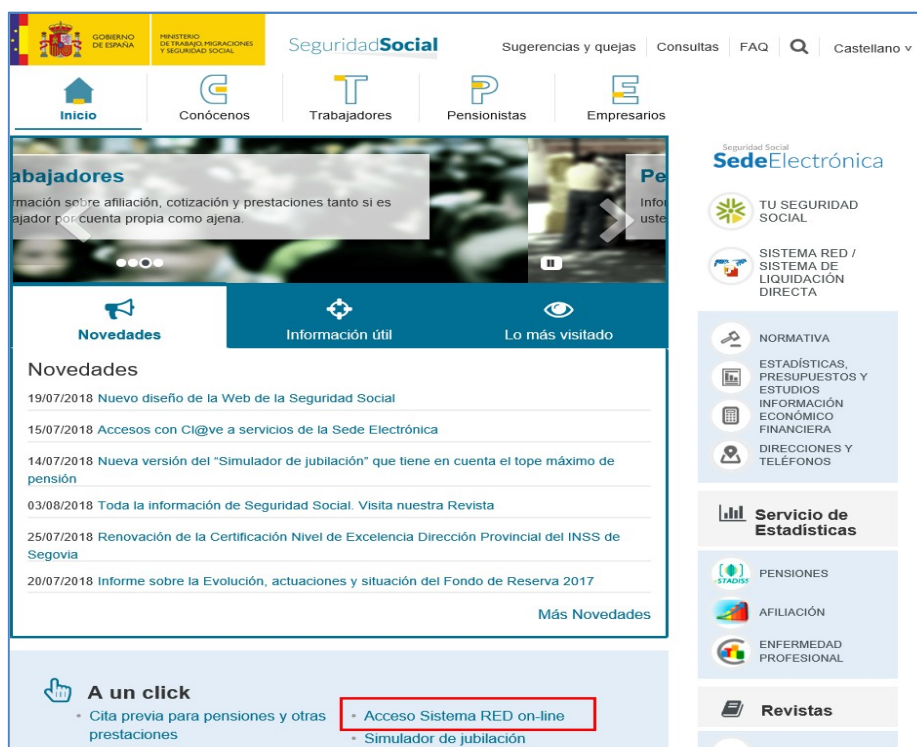 GOBIERNO
DE ESPAÑA
MINISTERIO
DE TRABAJO, MIGRACIONES
Y SEGURIDAD SOCIAL
SeguridadSocial
Sugerencias y quejas
Consultas
FAQ
Castellano
Inicio
Conócenos
Trabajadores
Pensionistas
Empresarios
abajadores
rmación sobre afiliación, cotización y prestaciones tanto si es
ajador por cuenta propia como ajena.
Pe
Infor
uste
Novedades
Información útil
Lo más visitado
Novedades
19/07/2018 Nuevo diseño de la Web de la Seguridad Social
15/07/2018 Accesos con Cl@ve a servicios de la Sede Electrónica
14/07/2018 Nueva versión del “Simulador de jubilación” que tiene en cuenta el tope máximo de
pensión
03/08/2018 Toda la información de Seguridad Social. Visita nuestra Revista
25/07/2018 Renovación de la Certificación Nivel de Excelencia Dirección Provincial del INSS de
Segovia
20/07/2018 Informe sobre la Evolución, actuaciones y situación del Fondo de Reserva 2017
Más Novedades
A un click
• Cita previa para pensiones y otras
prestaciones
• Acceso Sistema RED on-line
• Simulador de jubilación
Seguridad Social
SedeElectrónica
TU SEGURIDAD
SOCIAL
SISTEMA RED /
SISTEMA DE
LIQUIDACIÓN
DIRECTA
NORMATIVA
ESTADÍSTICAS,
PRESUPUESTOS Y
ESTUDIOS
INFORMACIÓN
ECONÓMICO
FINANCIERA
DIRECCIONES Y
TELÉFONOS
Servicio de
Estadísticas
STADISS
PENSIONES
AFILIACIÓN
ENFERMEDAD
PROFESIONAL
Revistas